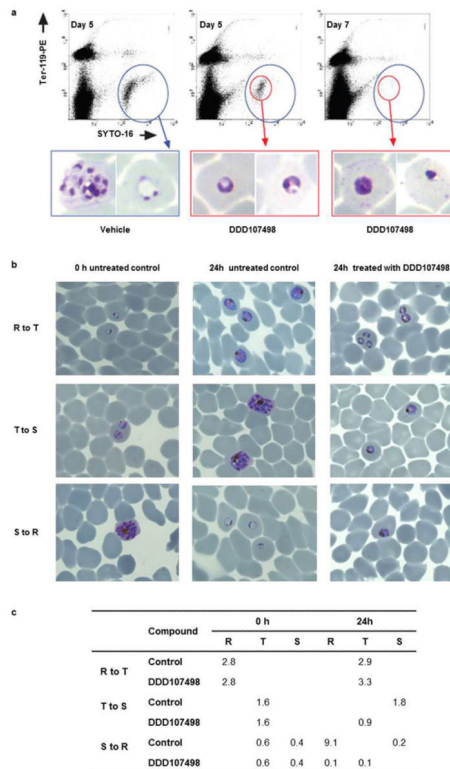 a
Day 5
Day 5
Day 7
Ter-119-PE
SYTO-16
Vehicle
DDD107498
DDD107498
b
0 h untreated control
24h untreated control
24h treated with DDD107498
R to T
T to S
S to R
c
Compound 0 h 24h
R T S R T S
R to T
Control 2.8 2.9
DDD107498 2.8 3.3
T to S
Control 1.6 1.8
DDD107498 1.6 0.9
S to R
Control 0.6 0.4 9.1 0.2
DDD107498 0.6 0.4 0.1 0.1